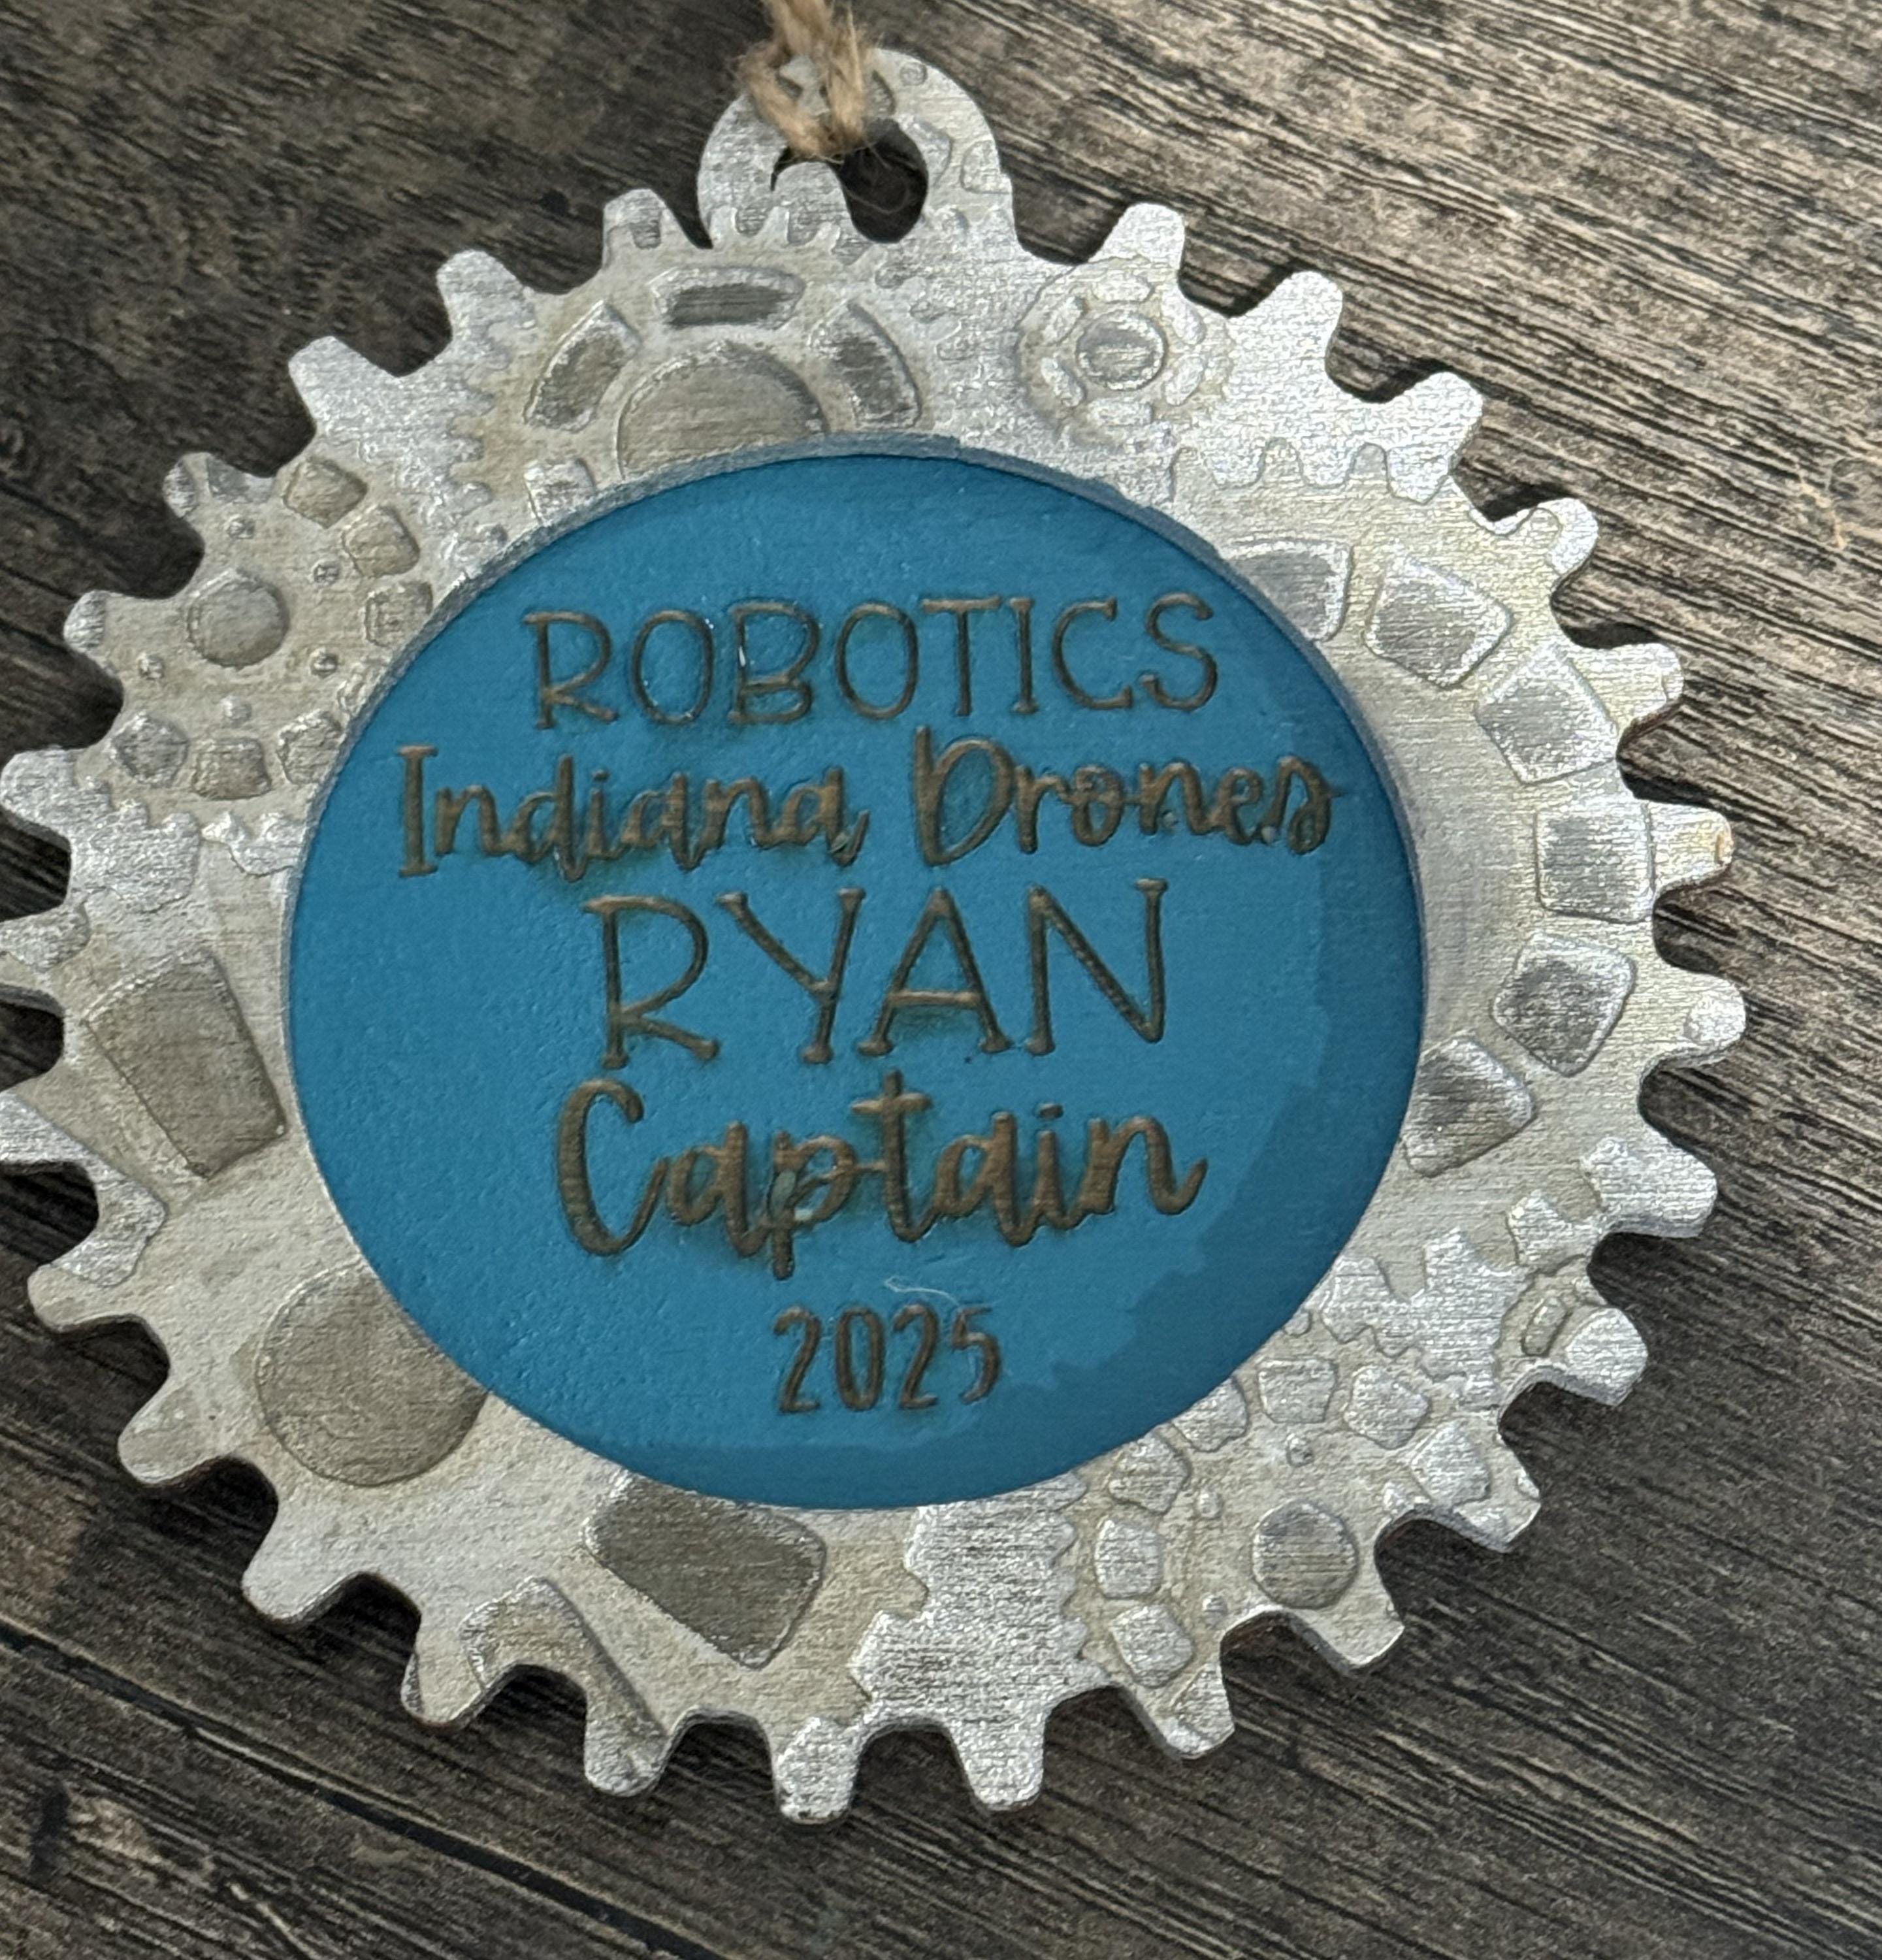 ROBOTICS
Indiana Drones
RYAN
Captain
2025